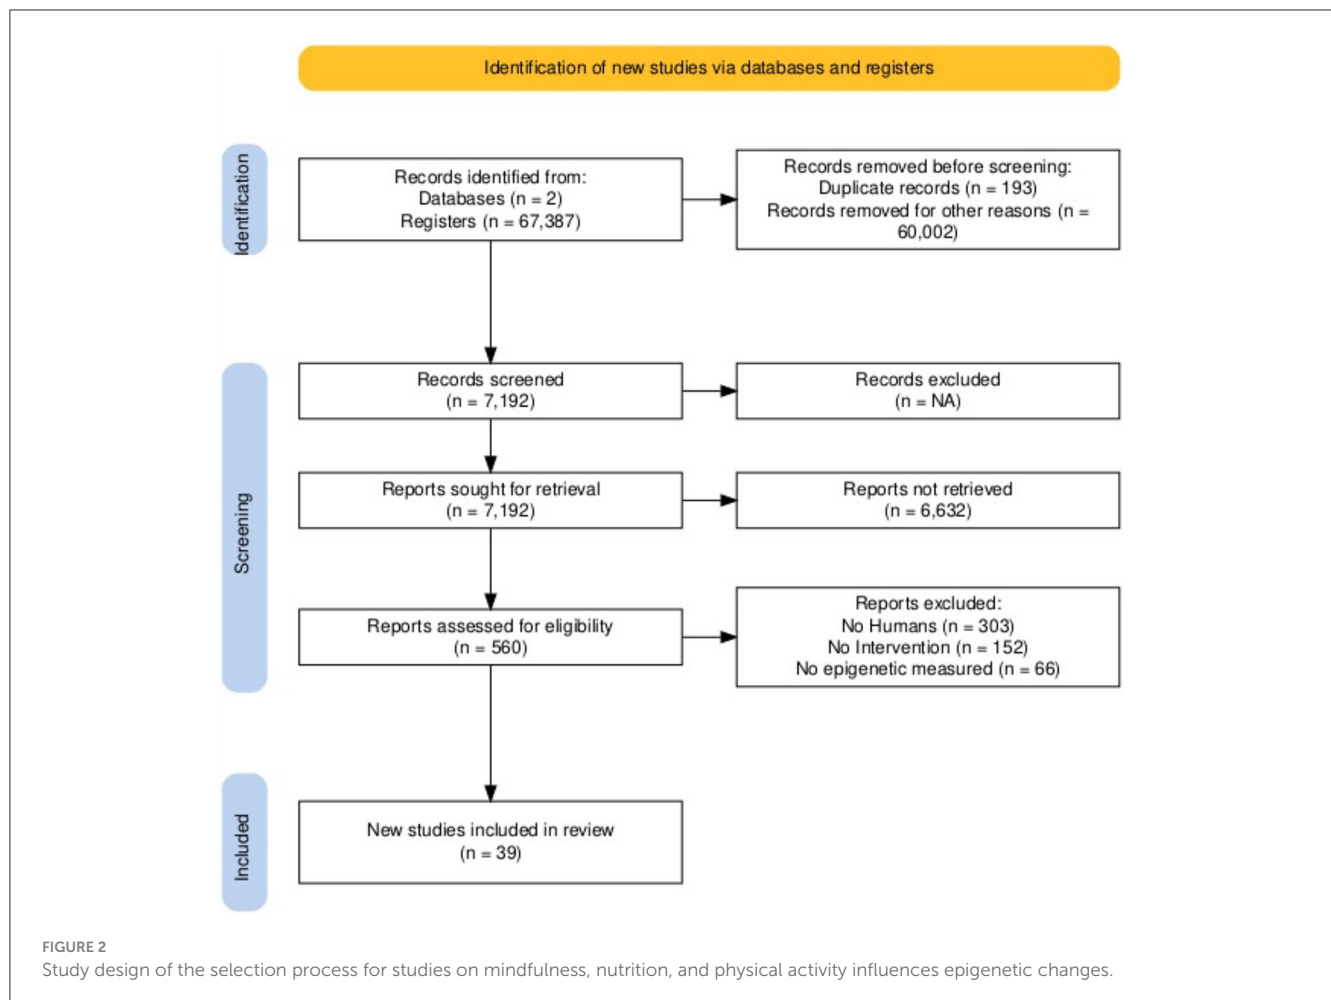 Identification of new studies via databases and registers
Identification
Records identified from:
Databases (n = 2)
Registers (n = 67,387)
Records removed before screening:
Duplicate records (n = 193)
Records removed for other reasons (n =
60,002)
Screening
Records screened
(n = 7,192)
Records excluded
(n = NA)
Reports sought for retrieval
(n = 7,192)
Reports not retrieved
(n = 6,632)
Reports assessed for eligibility
(n = 560)
Reports excluded:
No Humans (n = 303)
No Intervention (n = 152)
No epigenetic measured (n = 66)
Included
New studies included in review
(n = 39)
FIGURE 2
Study design of the selection process for studies on mindfulness, nutrition, and physical activity influences epigenetic changes.